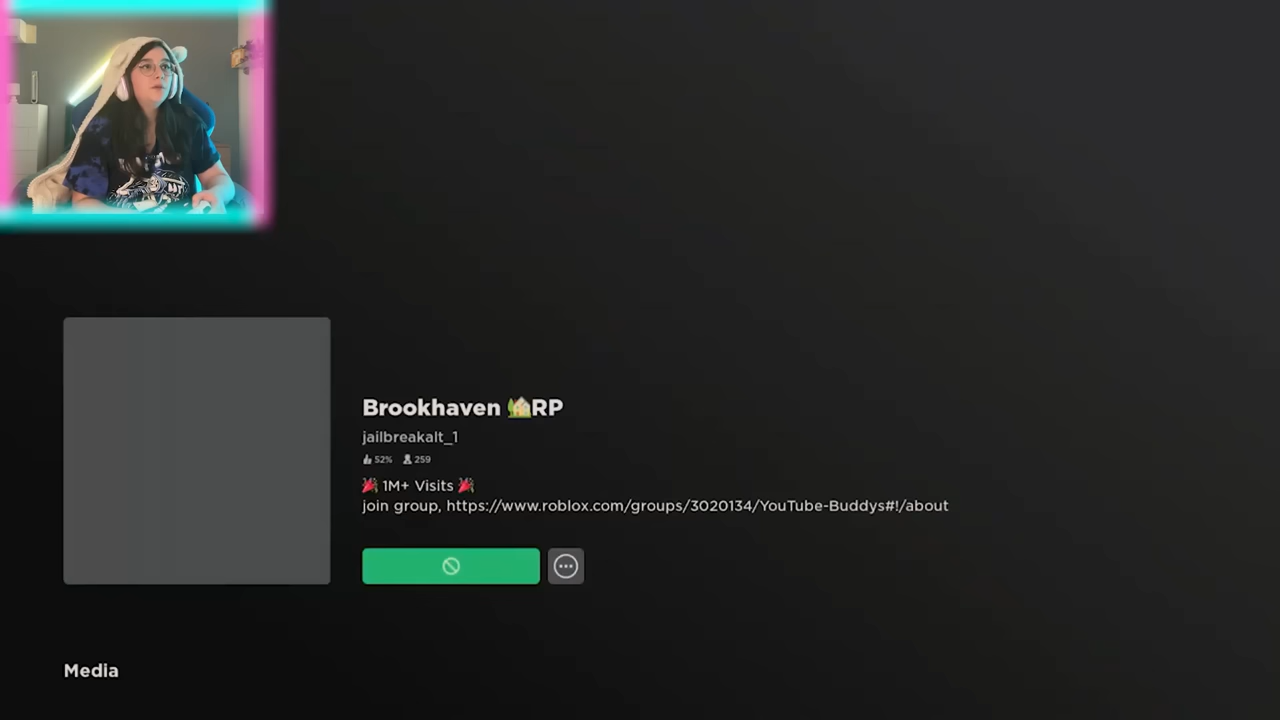 Brookhaven 🏡RP
jailbreakalt_1
52% 259
🎉 1M+ Visits 🎉
join group, https://www.roblox.com/groups/3020134/YouTube-Buddys#!/about
Media